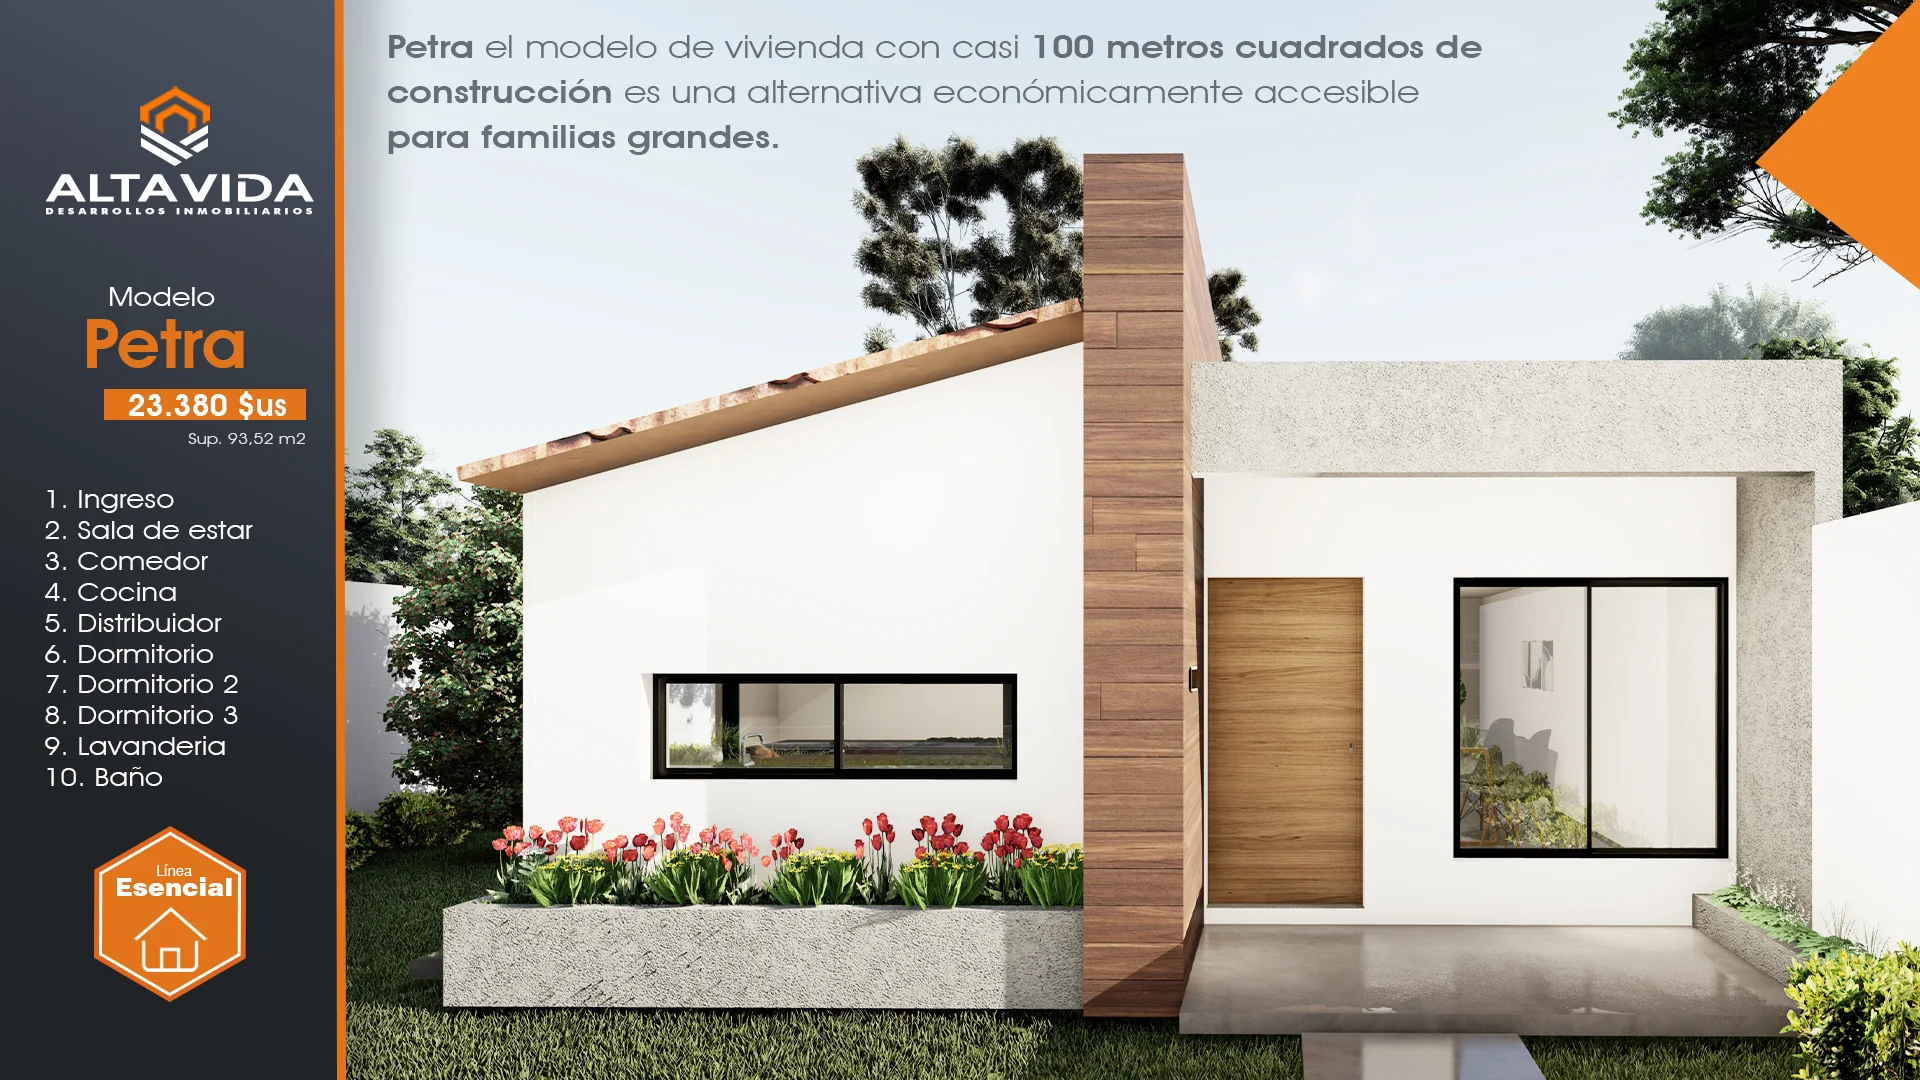 ALTAVIDA
DESARROLLOS INMOBILIARIOS
Modelo
Petra
23.380 $us
Sup. 93,52 m2
1. Ingreso
2. Sala de estar
3. Comedor
4. Cocina
5. Distribuidor
6. Dormitorio
7. Dormitorio 2
8. Dormitorio 3
9. Lavanderia
10. Baño
Línea
Esencial
Petra el modelo de vivienda con casi 100 metros cuadrados de
construcción es una alternativa económicamente accesible
para familias grandes.